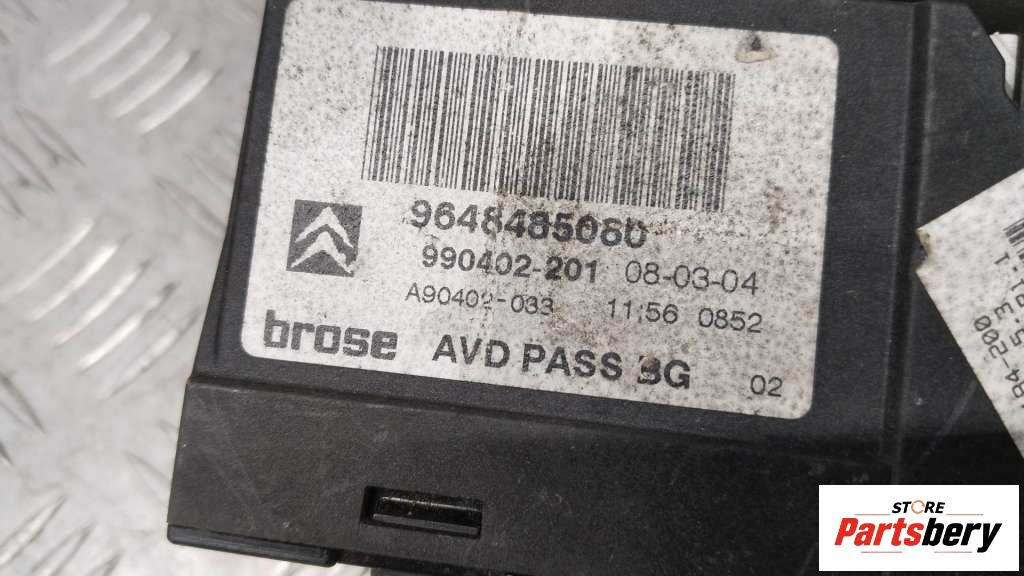 9648485080
990402-201 08-03-04
A90402-033 11:56 0852
brose AVD PASS BG 02
STORE
Partsbery